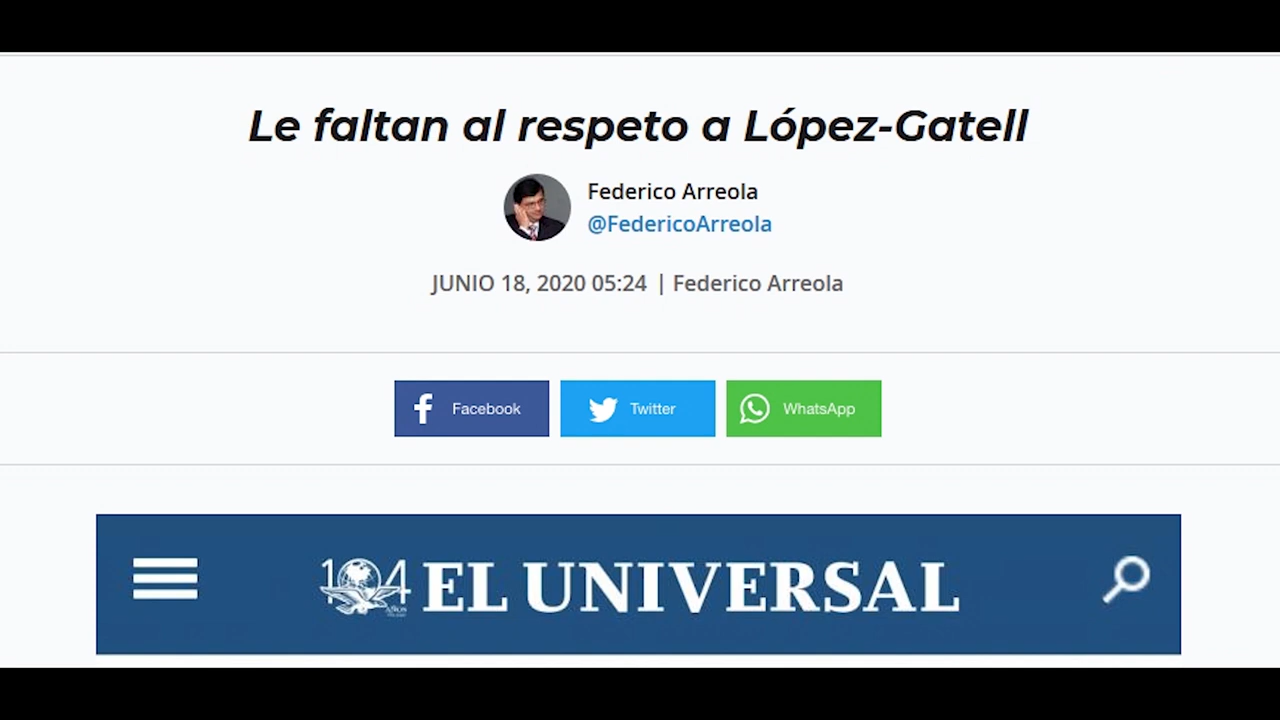 Le faltan al respeto a López-Gatell
Federico Arreola
@FedericoArreola
JUNIO 18, 2020 05:24 | Federico Arreola
Facebook Twitter WhatsApp
104 AÑOS EL UNIVERSAL